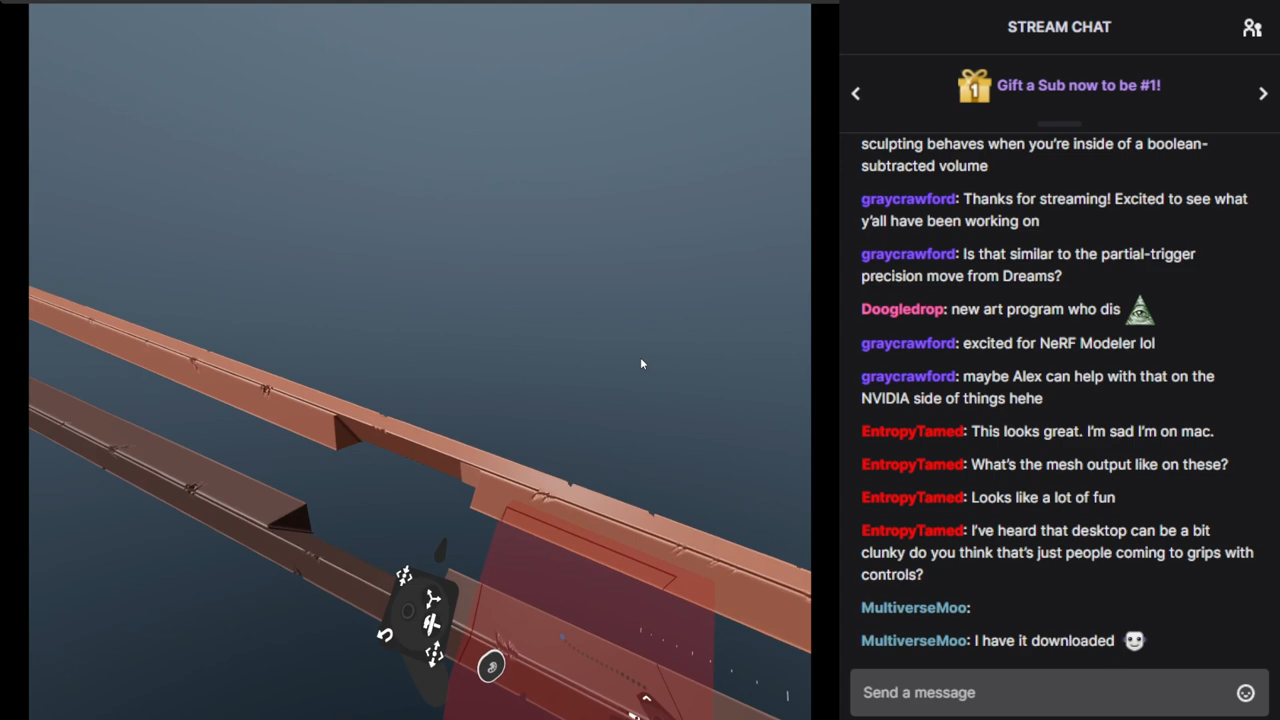 STREAM CHAT
1
Gift a Sub now to be #1!
sculpting behaves when you're inside of a boolean-
subtracted volume
graycrawford: Thanks for streaming! Excited to see what
y'all have been working on
graycrawford: Is that similar to the partial-trigger
precision move from Dreams?
Doogledrop: new art program who dis
graycrawford: excited for NeRF Modeler lol
graycrawford: maybe Alex can help with that on the
NVIDIA side of things hehe
EntropyTamed: This looks great. I'm sad I'm on mac.
EntropyTamed: What's the mesh output like on these?
EntropyTamed: Looks like a lot of fun
EntropyTamed: I've heard that desktop can be a bit
clunky do you think that's just people coming to grips with
controls?
MultiverseMoo:
MultiverseMoo: I have it downloaded
Send a message